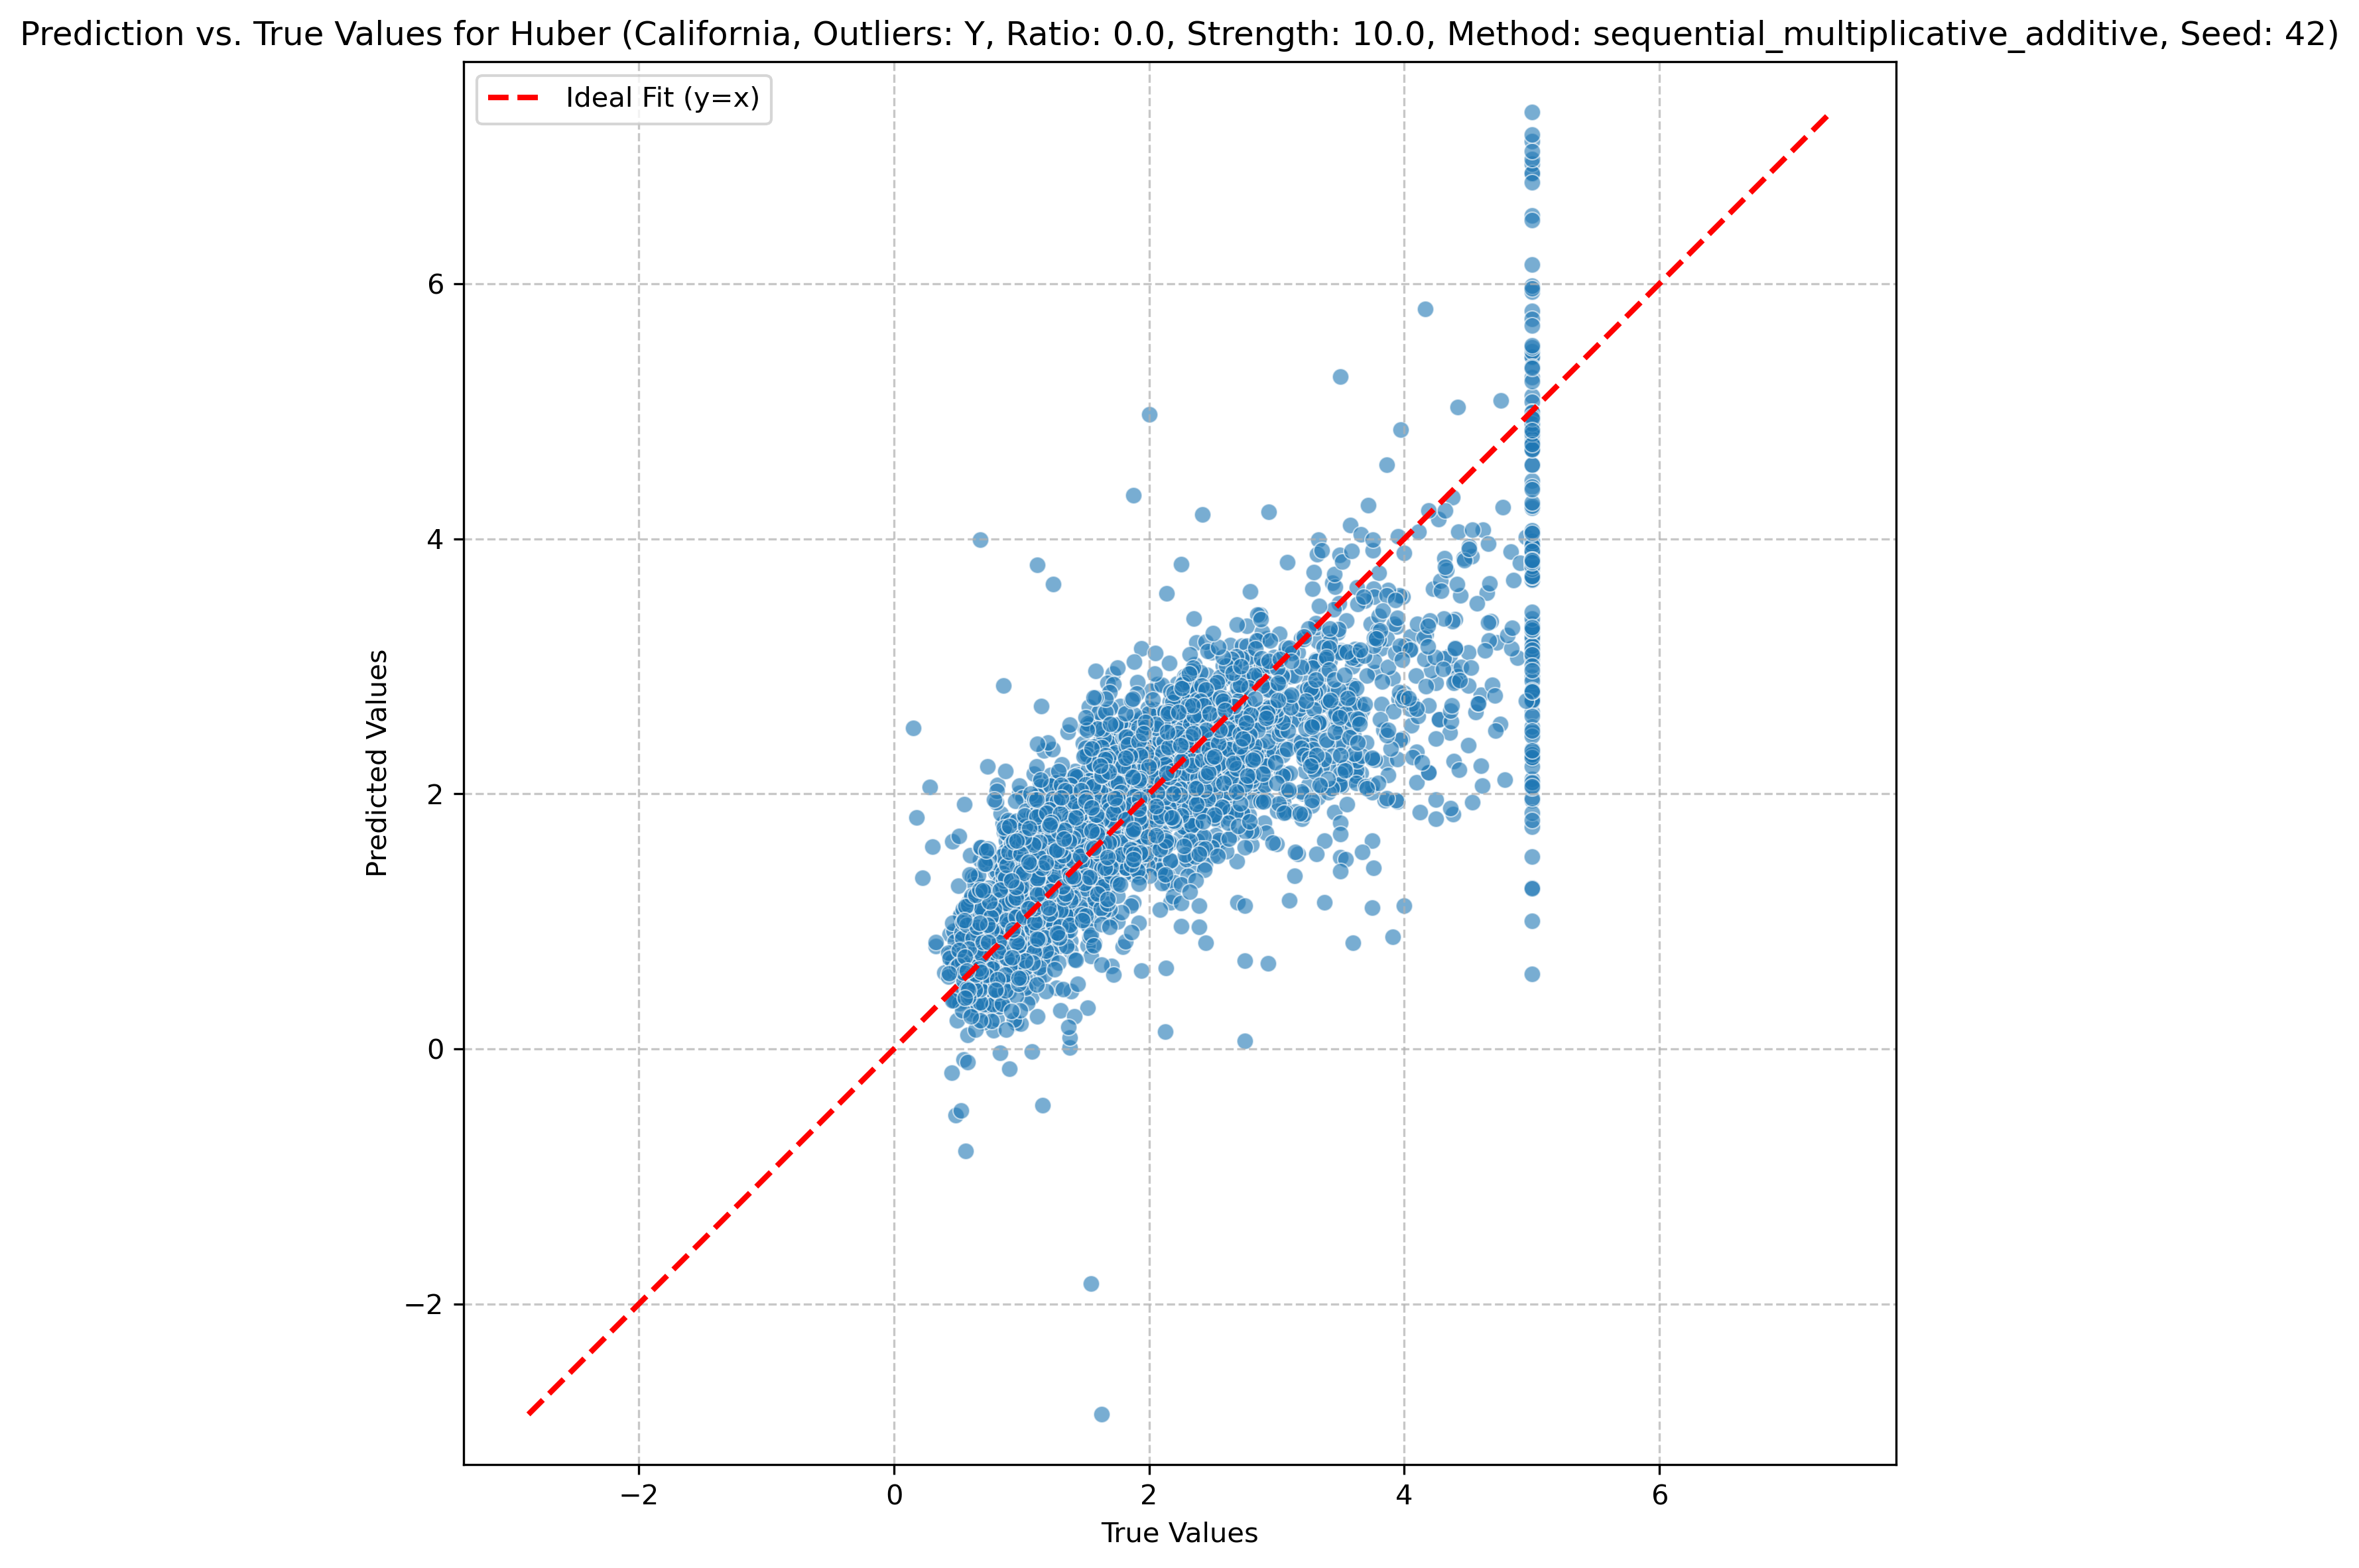 Prediction vs. True Values for Huber (California, Outliers: Y, Ratio: 0.0, Strength: 10.0, Method: sequential_multiplicative_additive, Seed: 42)
Ideal Fit (y=x)
6
4
2
0
−2
Predicted Values
−2
0
2
4
6
True Values